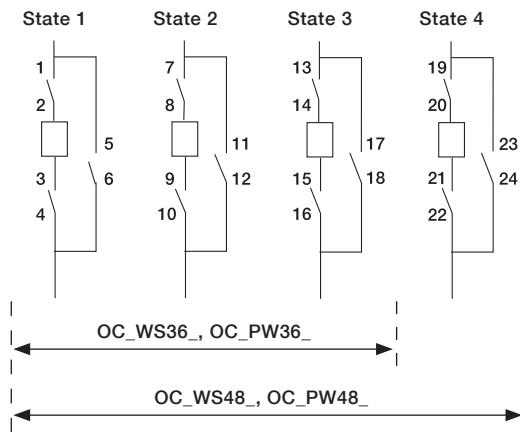 State 1 State 2 State 3 State 4
1 7 13 19
2 8 14 20
5 11 17 23
3 6 9 12 15 18 21 24
4 10 16 22
OC_WS36_, OC_PW36_
OC_WS48_, OC_PW48_